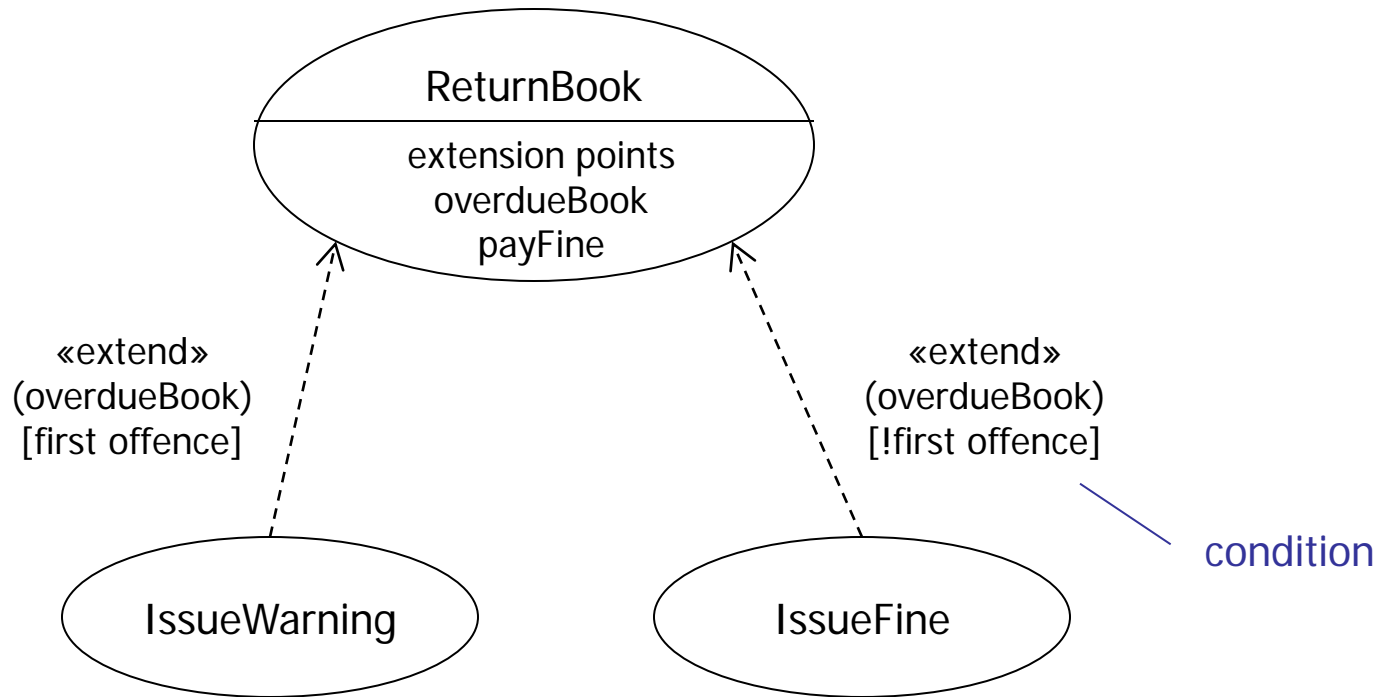 ReturnBook
extension points
overdueBook
payFine
«extend»
(overdueBook)
[first offence]
«extend»
(overdueBook)
[!first offence]
condition
IssueWarning
IssueFine